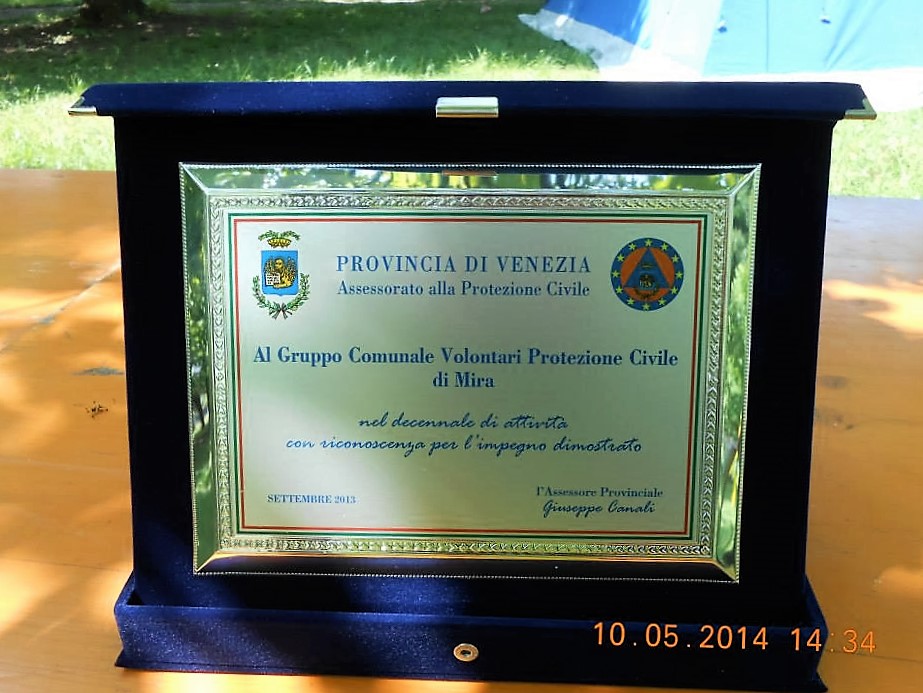 PROVINCIA DI VENEZIA
Assessorato alla Protezione Civile
Al Gruppo Comunale Volontari Protezione Civile
di Mira
nel decennale di attività
con riconoscenza per l'impegno dimostrato
SETTEMBRE 2013
l'Assessore Provinciale
Giuseppe Canali
10.05.2014 14:34